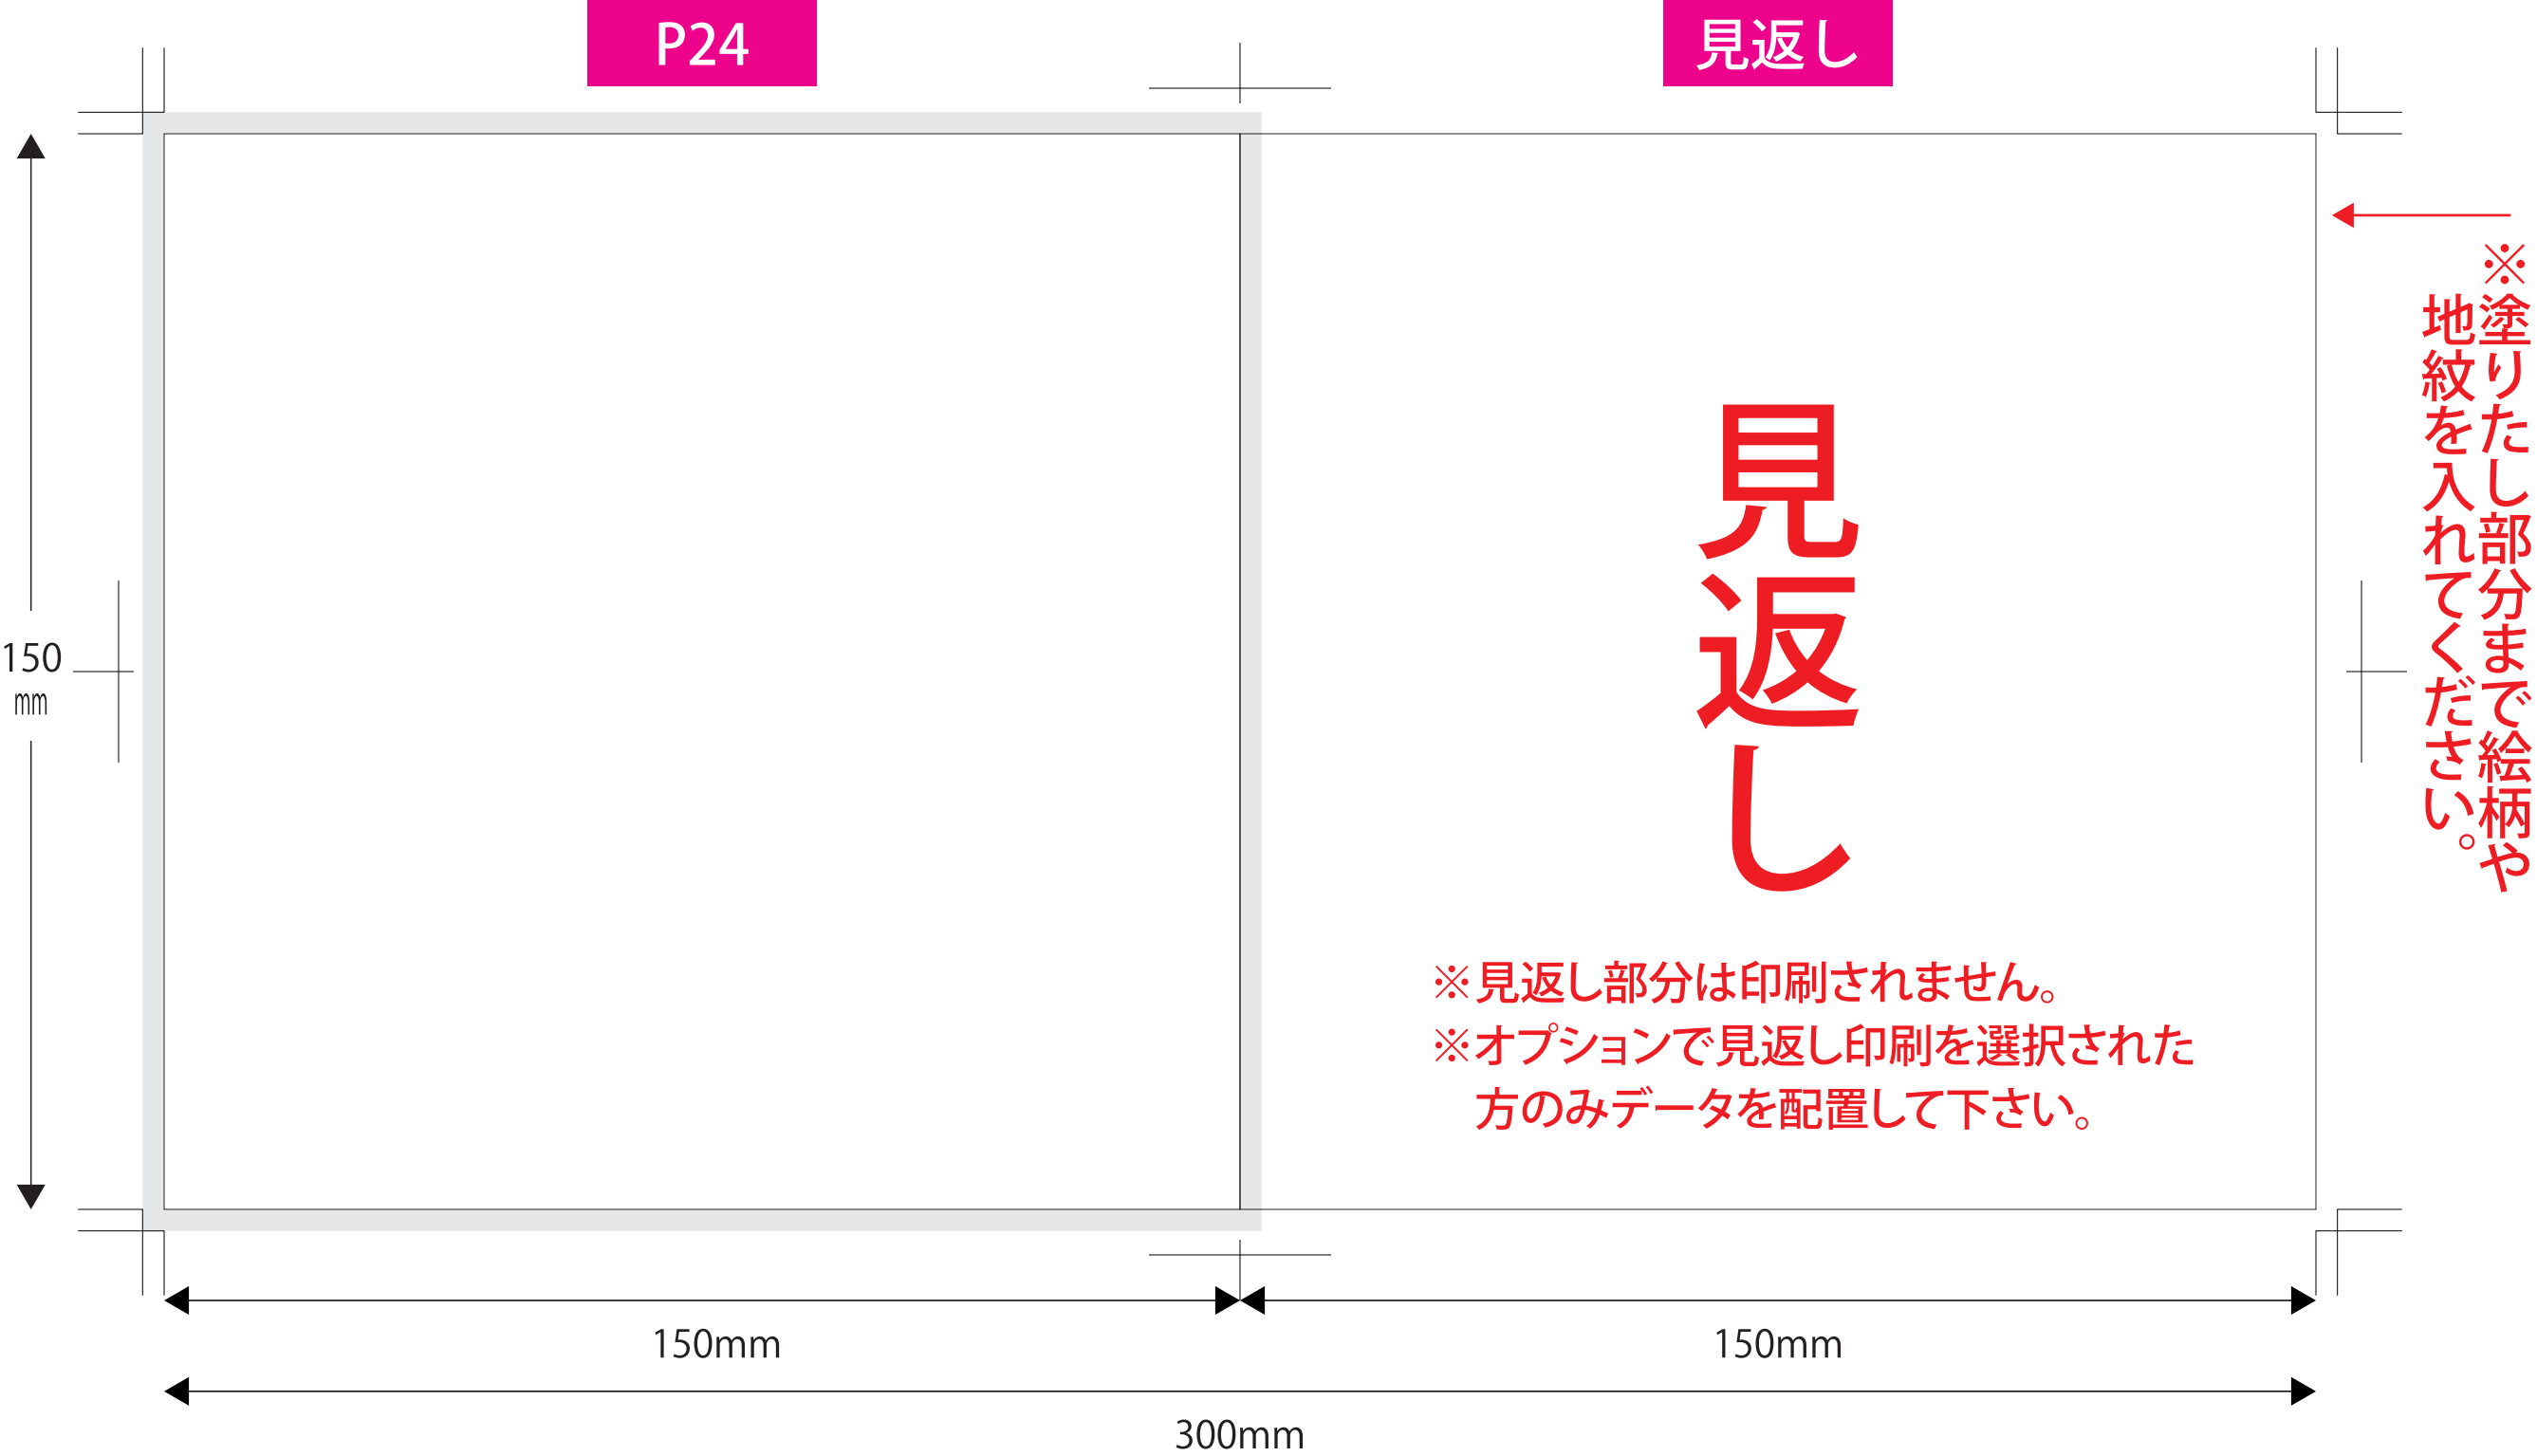 P24
見返し
※塗りたし部分まで絵柄や
地紋を入れてください。
150
mm
見返し
※見返し部分は印刷されません。
※オプションで見返し印刷を選択された
方のみデータを配置して下さい。
150mm
150mm
300mm